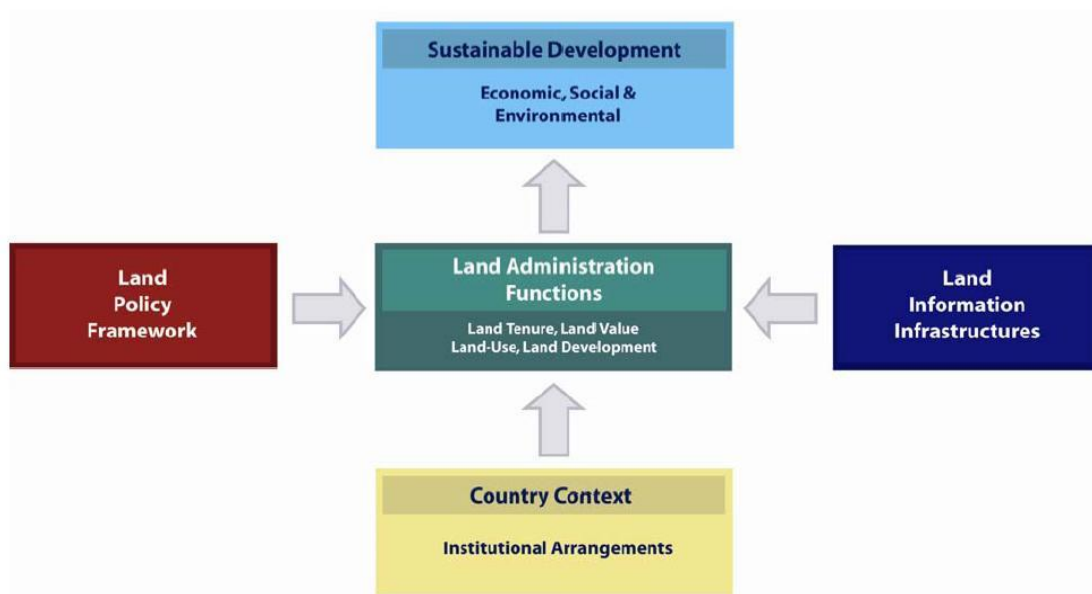 Sustainable Development
Economic, Social &
Environmental
Land
Policy
Framework
Land Administration
Functions
Land Tenure, Land Value
Land-Use, Land Development
Land
Information
Infrastructures
Country Context
Institutional Arrangements